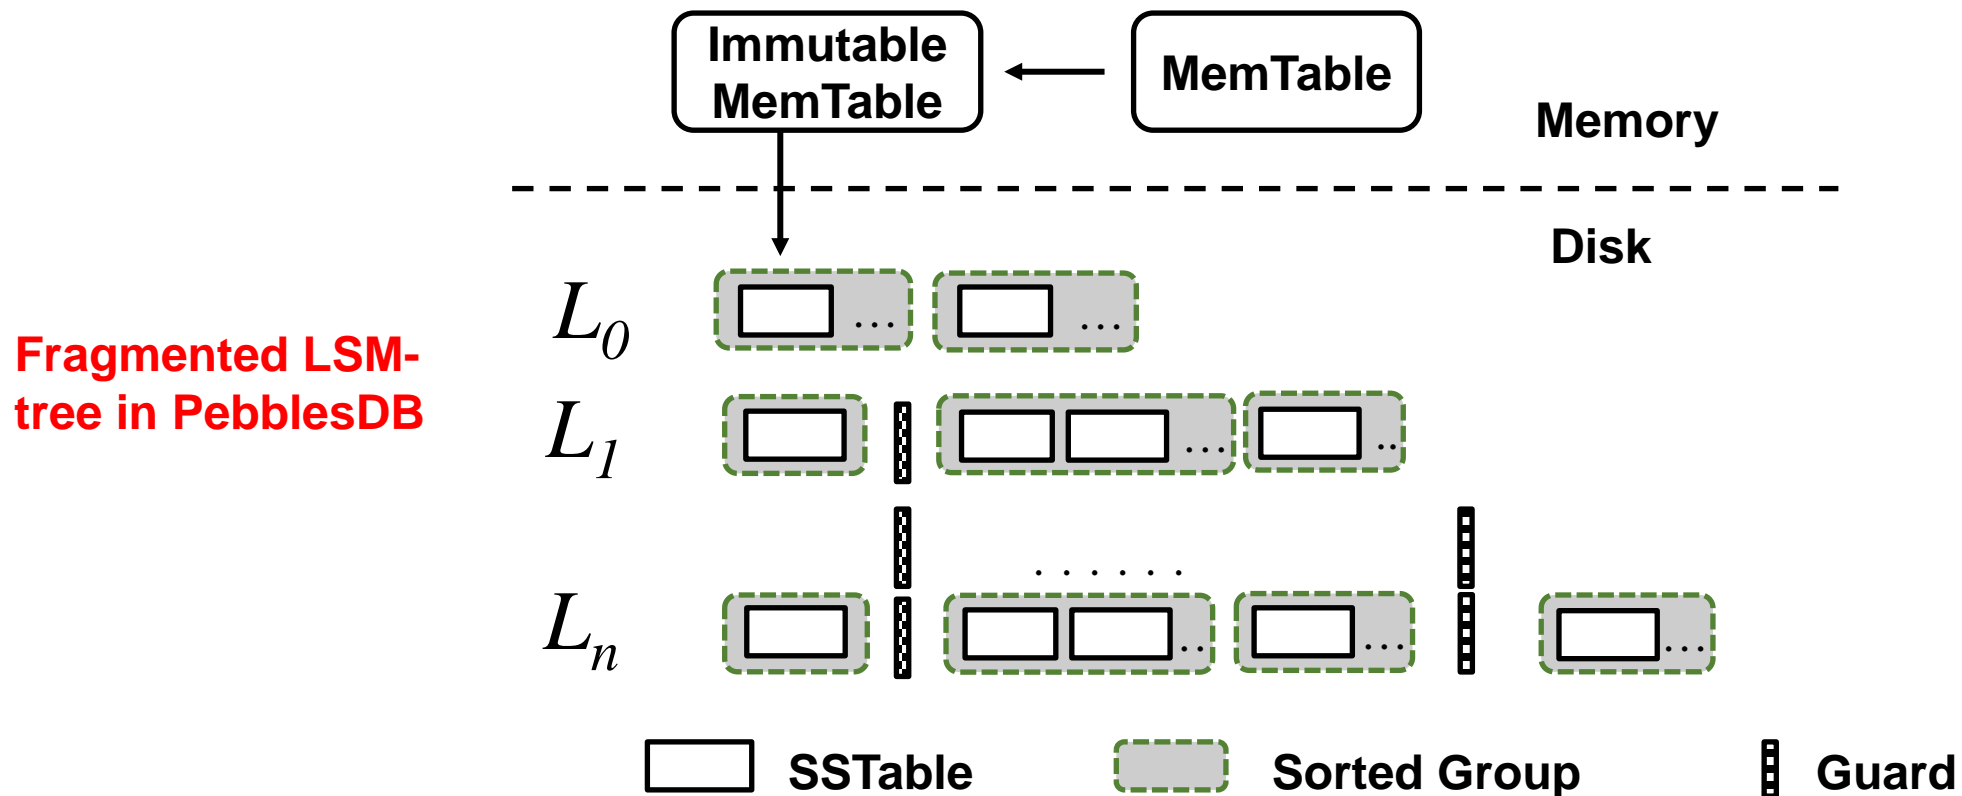 Immutable
MemTable
MemTable
Memory
Disk
Fragmented LSM-
tree in PebblesDB
L0
... ...
L1
... ..
......
Ln
.. ... ...
SSTable
Sorted Group
Guard